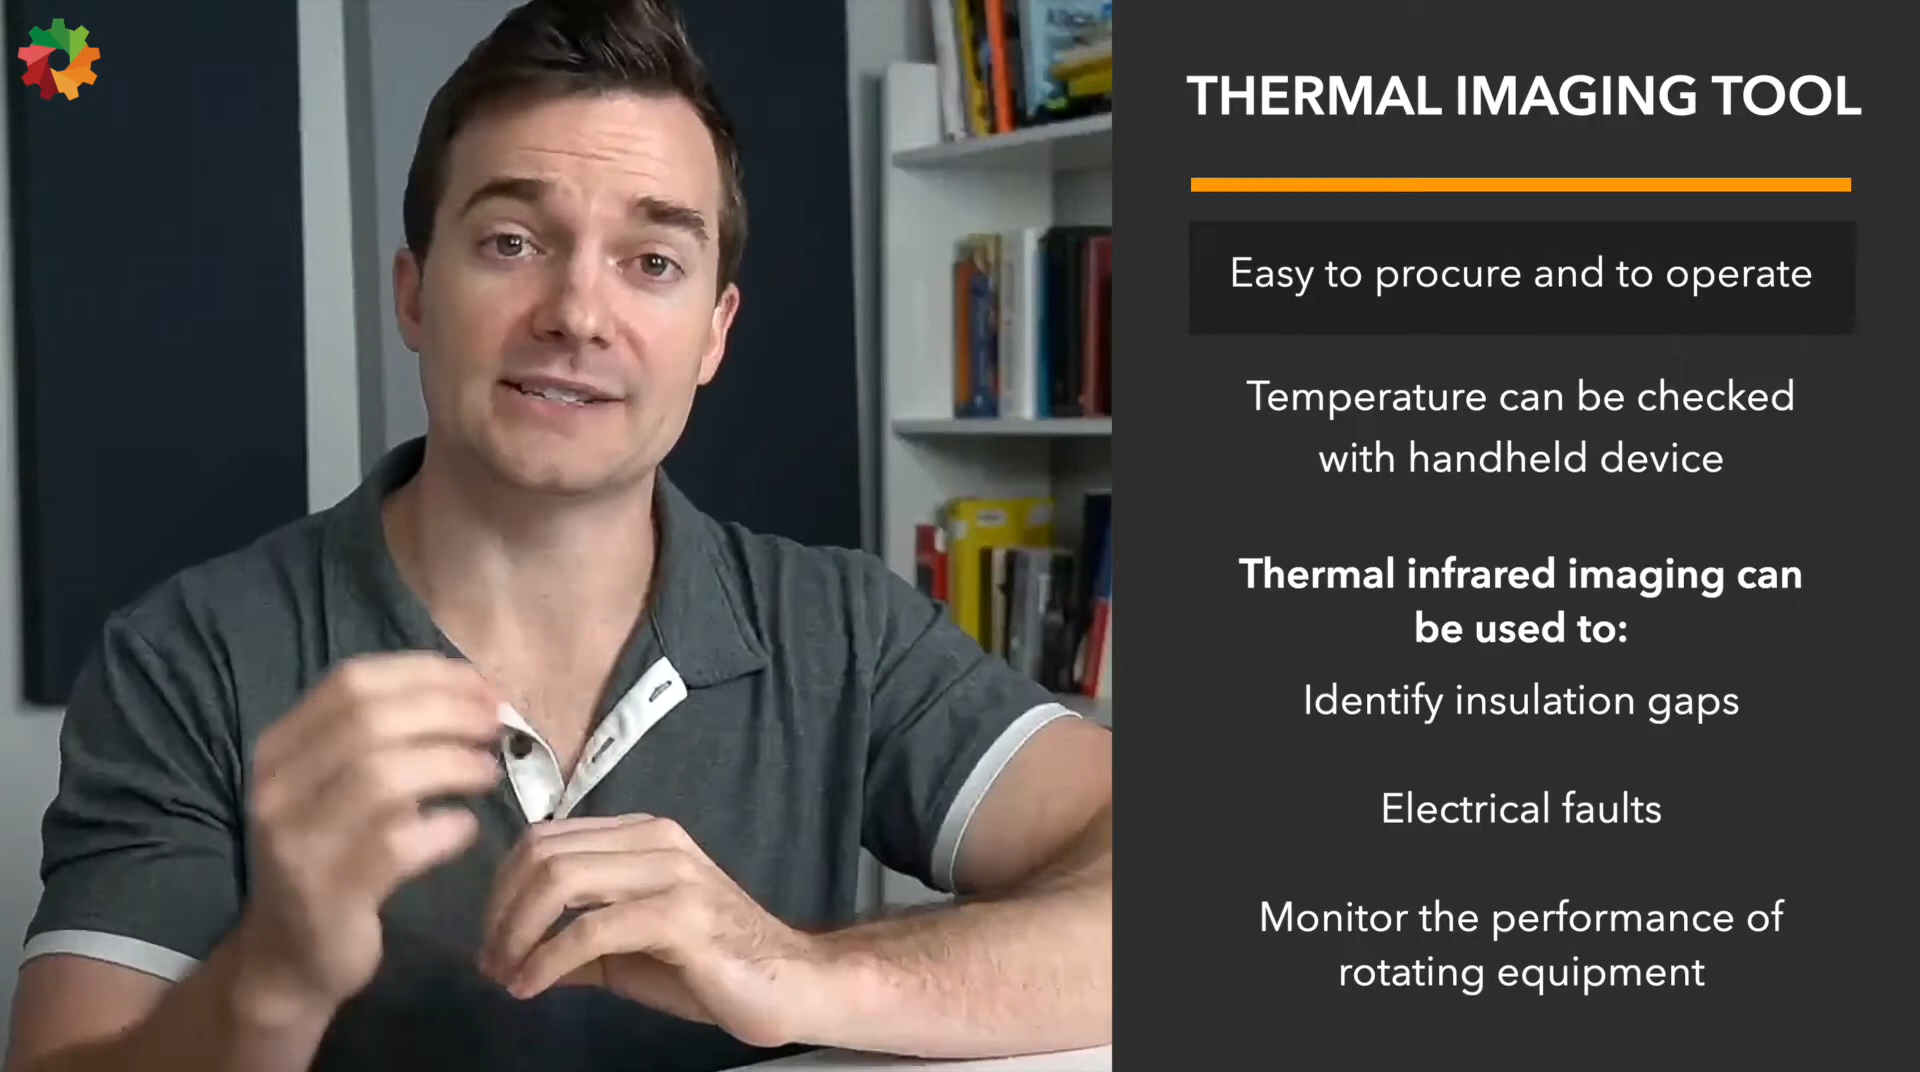 THERMAL IMAGING TOOL
Easy to procure and to operate
Temperature can be checked
with handheld device
Thermal infrared imaging can
be used to:
Identify insulation gaps
Electrical faults
Monitor the performance of
rotating equipment